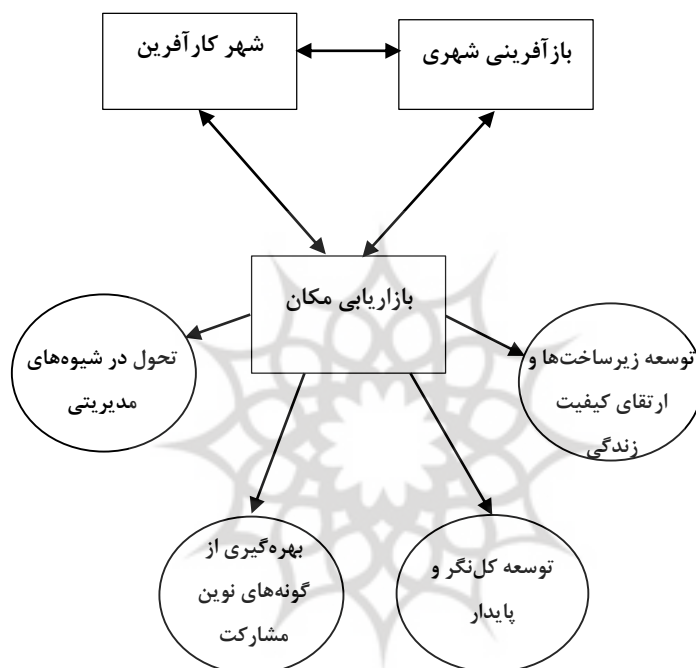 بازآفرینی شهری
شهر کارآفرین
بازاریابی مکان
توسعه زیرساخت‌ها و
ارتقای کیفیت
زندگی
تحول در شیوه‌های
مدیریتی
توسعه کل‌نگر و
پایدار
بهره‌گیری از
گونه‌های نوین
مشارکت